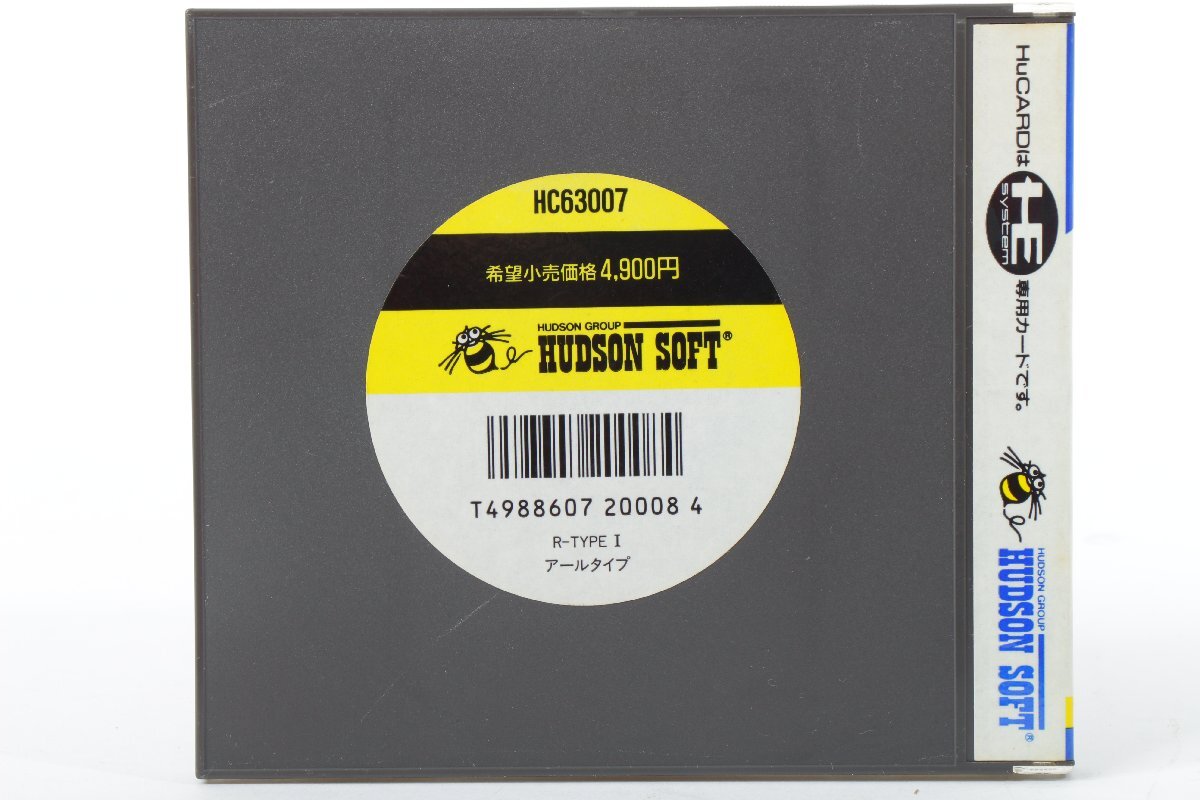 HC63007
希望小売価格4,900円
HUDSON GROUP
HUDSON SOFT®
T4988607 20008 4
R-TYPE I
アールタイプ
HuCARDは
HE
system
専用カードです。
HUDSON GROUP
HUDSON SOFT®